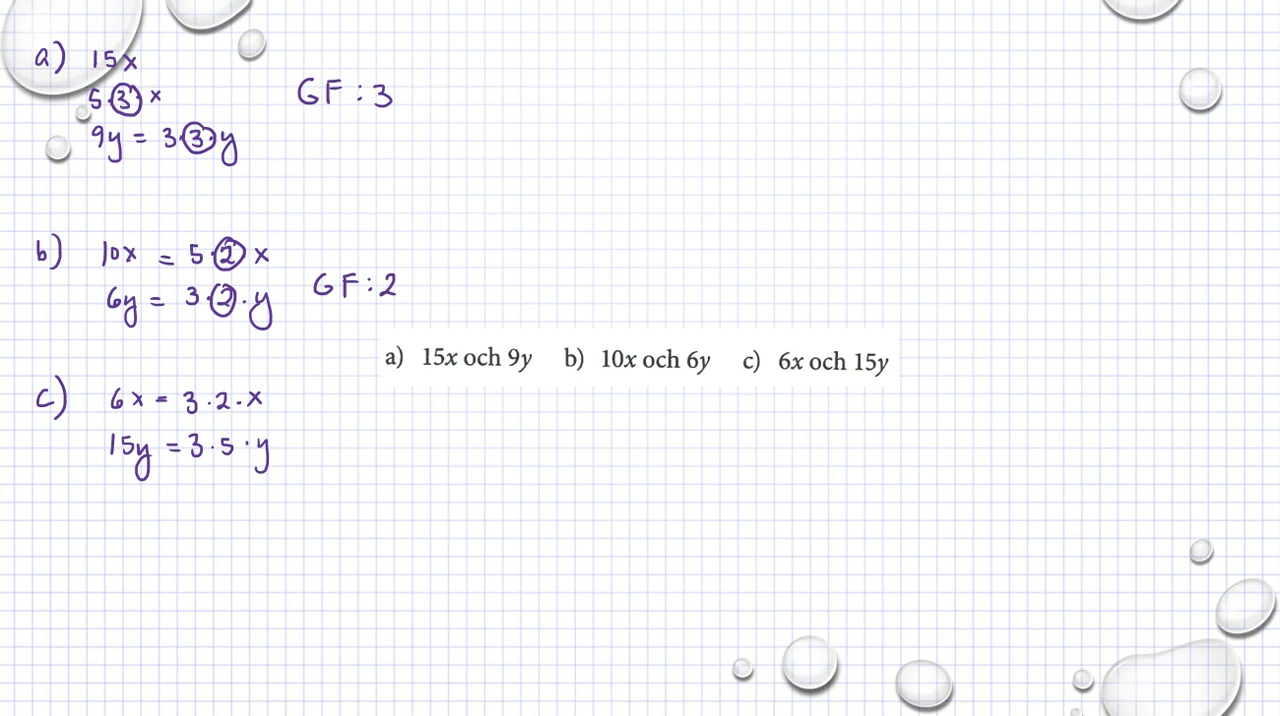 a) 15x
5·3·x
GF : 3
9y = 3·3·y
b) 10x = 5·2·x
6y = 3·2·y
GF : 2
a) 15x och 9y b) 10x och 6y c) 6x och 15y
c) 6x = 3·2·x
15y = 3·5·y